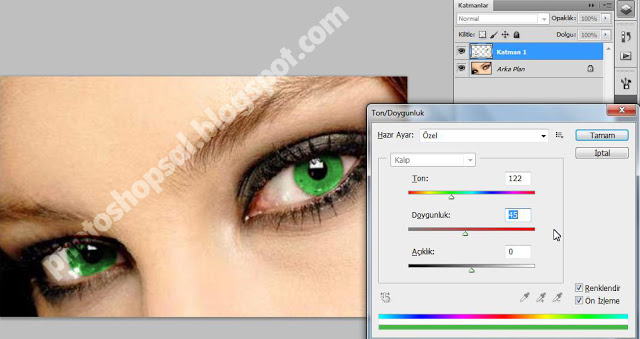 Katmanlar
Normal
Opaklık: 100%
Kilitle:
Dolgu: 100%
Katman 1
Arka Plan
photoshopsol.blogspot.com
Ton/Doygunluk
Hazır Ayar: Özel
Tamam
İptal
Kalıp
Ton: 122
Doygunluk: 45
Açıklık: 0
Renklendir
Ön İzleme